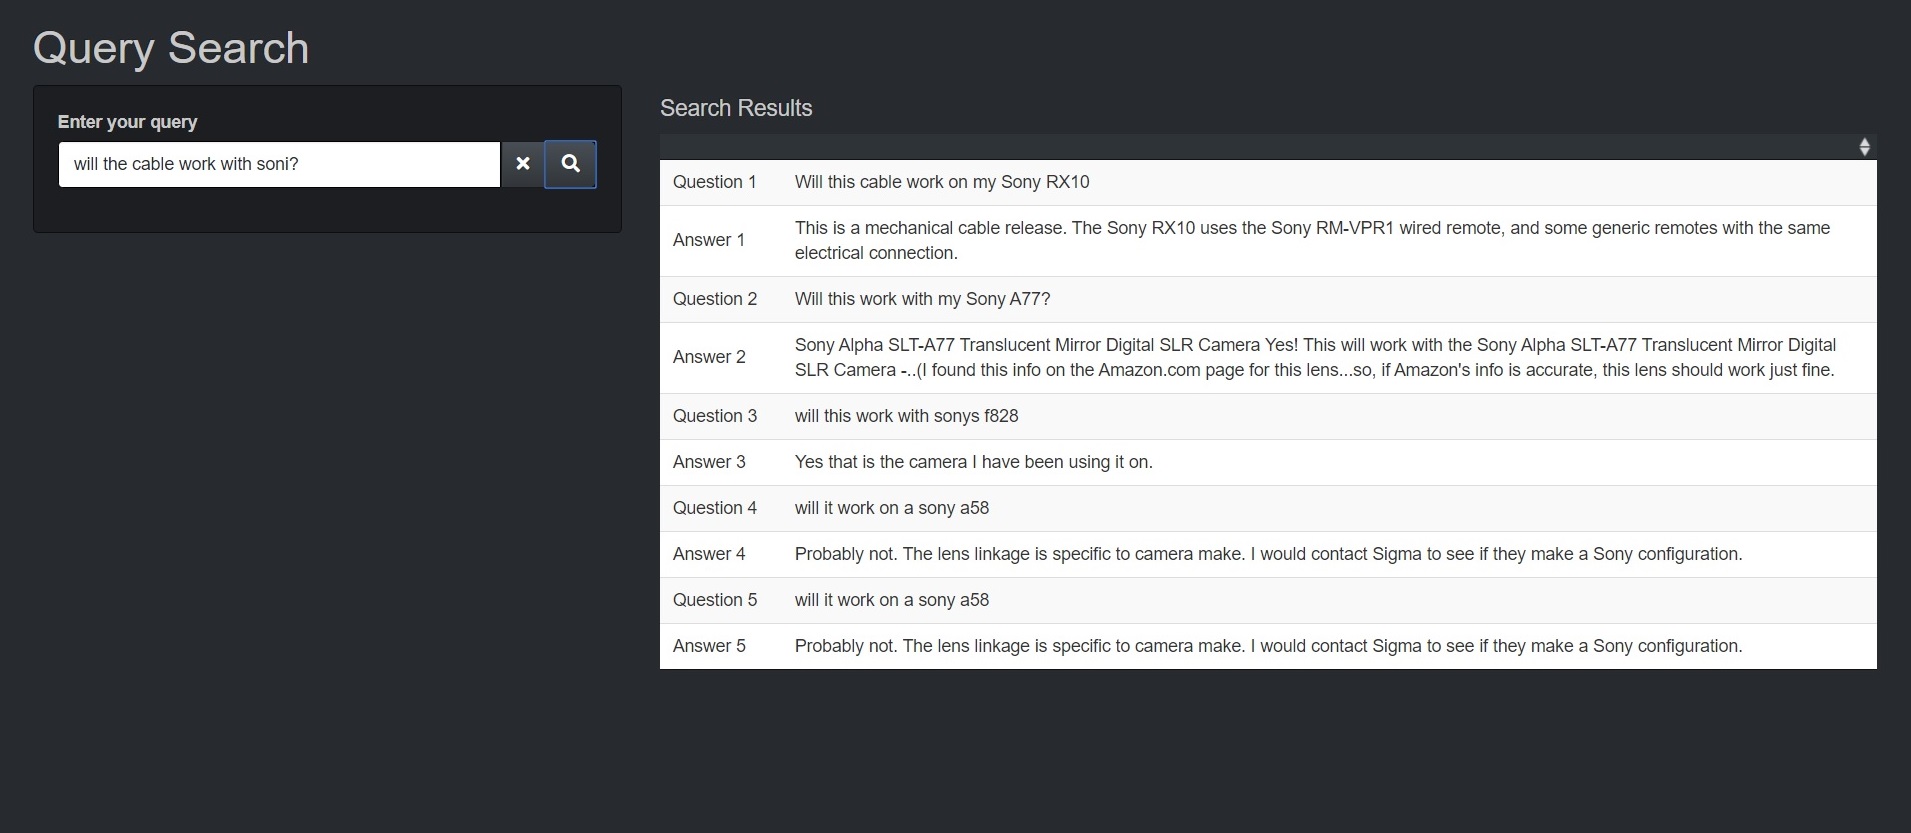 Query Search
Enter your query
will the cable work with soni?
Search Results
Question 1 Will this cable work on my Sony RX10
Answer 1 This is a mechanical cable release. The Sony RX10 uses the Sony RM-VPR1 wired remote, and some generic remotes with the same
electrical connection.
Question 2 Will this work with my Sony A77?
Answer 2 Sony Alpha SLT-A77 Translucent Mirror Digital SLR Camera Yes! This will work with the Sony Alpha SLT-A77 Translucent Mirror Digital
SLR Camera -..(I found this info on the Amazon.com page for this lens...so, if Amazon's info is accurate, this lens should work just fine.
Question 3 will this work with sonys f828
Answer 3 Yes that is the camera I have been using it on.
Question 4 will it work on a sony a58
Answer 4 Probably not. The lens linkage is specific to camera make. I would contact Sigma to see if they make a Sony configuration.
Question 5 will it work on a sony a58
Answer 5 Probably not. The lens linkage is specific to camera make. I would contact Sigma to see if they make a Sony configuration.